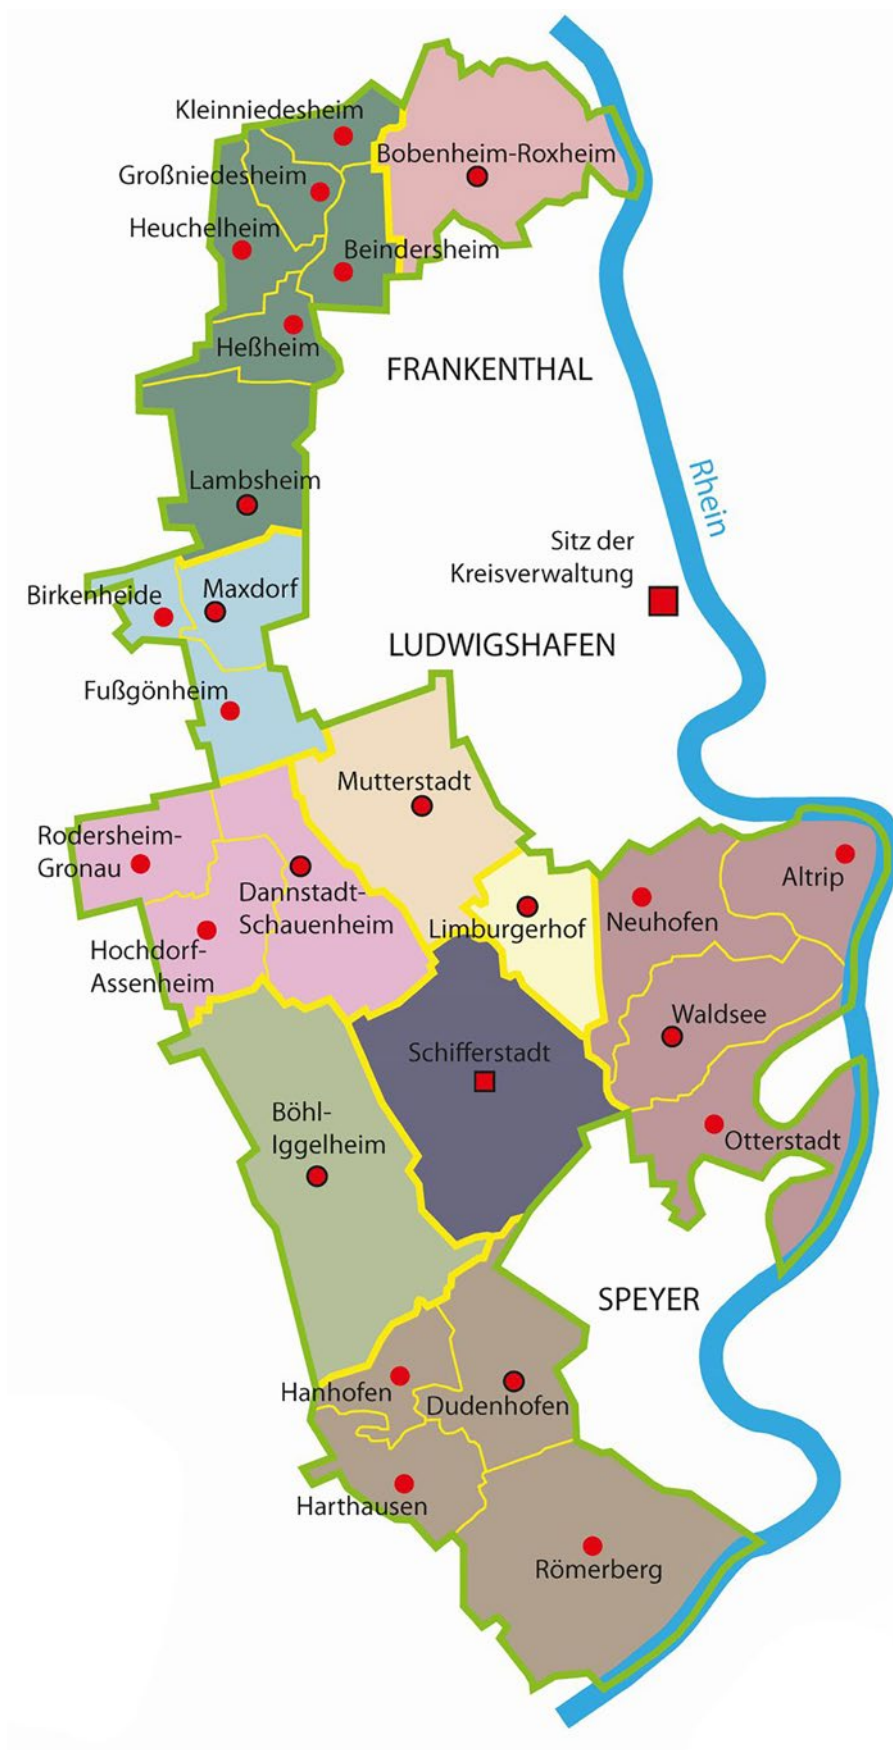 Kleinniedesheim
Bobenheim-Roxheim
Großniedesheim
Heuchelheim
Beindersheim
Heßheim
FRANKENTHAL
Lambsheim
Rhein
Sitz der
Kreisverwaltung
Birkenheide
Maxdorf
LUDWIGSHAFEN
Fußgönheim
Mutterstadt
Rodersheim-
Gronau
Altrip
Dannstadt-
Schauenheim
Limburgerhof
Neuhofen
Hochdorf-
Assenheim
Waldsee
Schifferstadt
Böhl-
Iggelheim
Otterstadt
SPEYER
Hanhofen
Dudenhofen
Harthausen
Römerberg